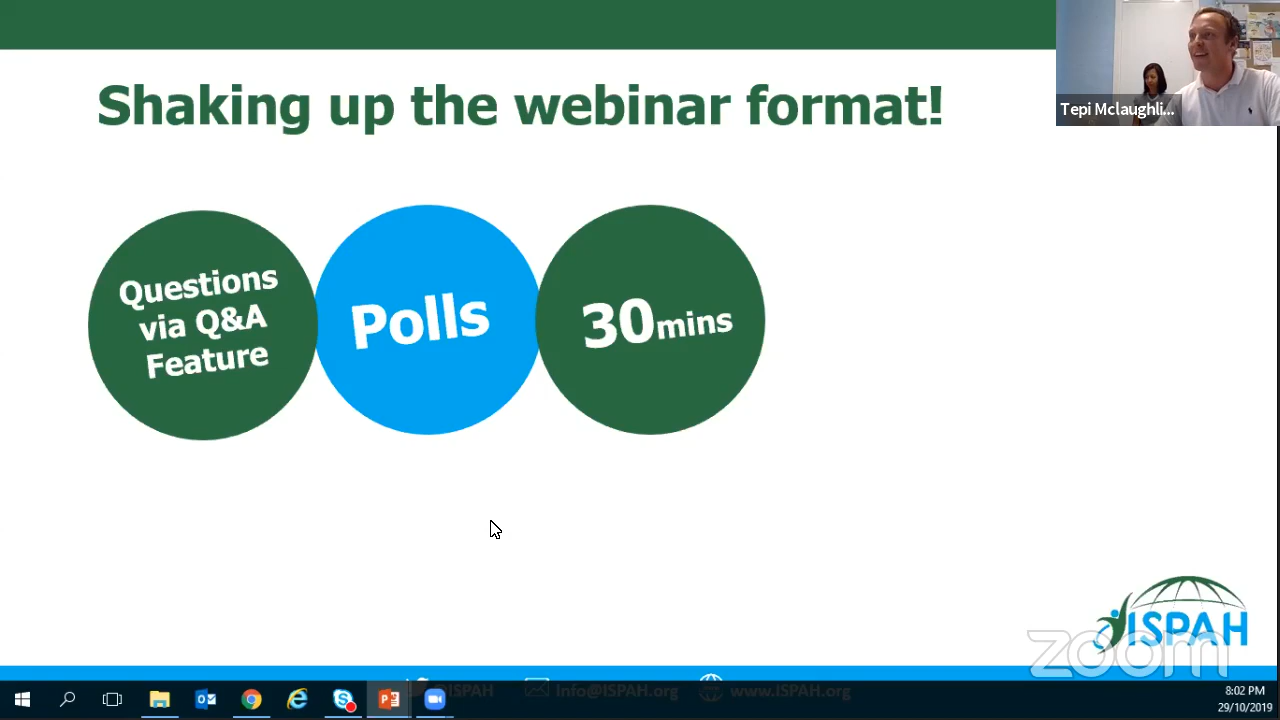 Shaking up the webinar format!
Tepi Mclaughli...
Questions
via Q&A
Feature
Polls
30mins
ISPAH
zoom
@ISPAH
Info@ISPAH.org
www.ISPAH.org
8:02 PM
29/10/2019